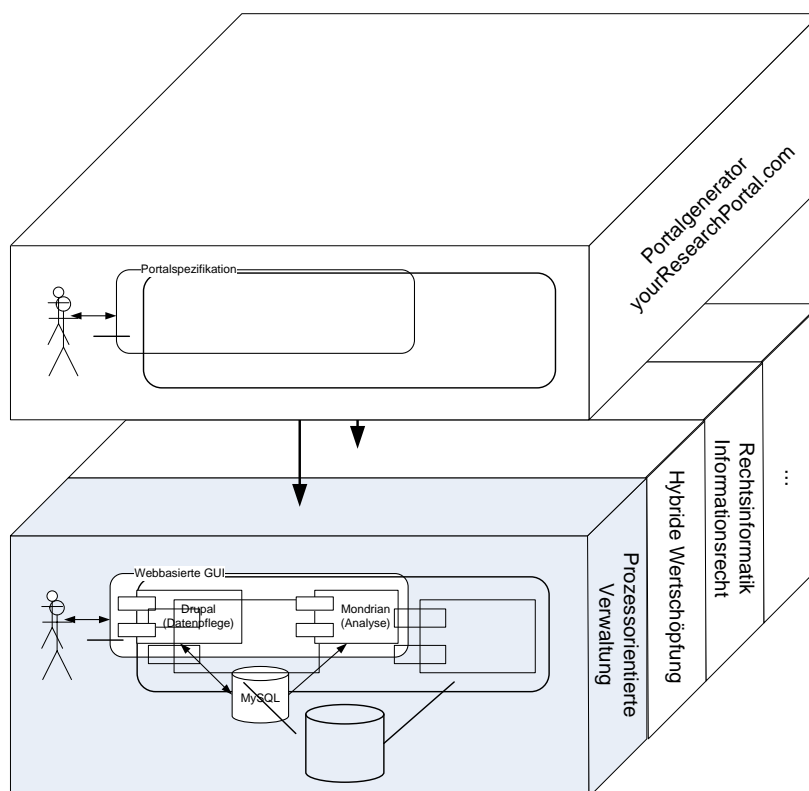 Portalgenerator
yourResearchPortal.com
Portalspezifikation
Prozessorientierte
Verwaltung
Hybride Wertschöpfung
Rechtsinformatik
Informationsrecht
...
Webbasierte GUI
Drupal
(Datenpflege)
Mondrian
(Analyse)
MySQL